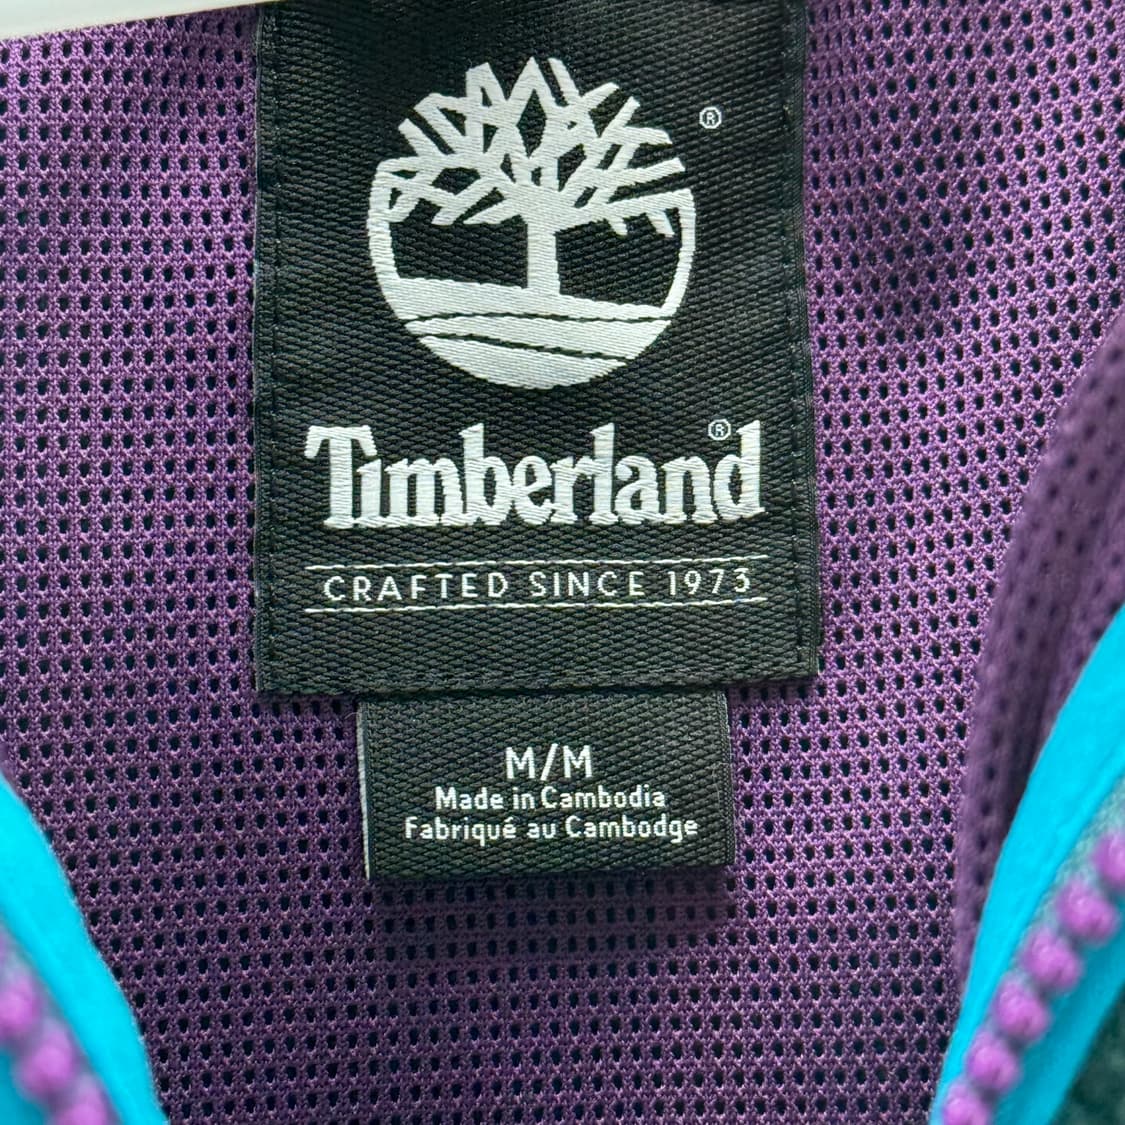 ®
Timberland®
CRAFTED SINCE 1973
M/M
Made in Cambodia
Fabriqué au Cambodge